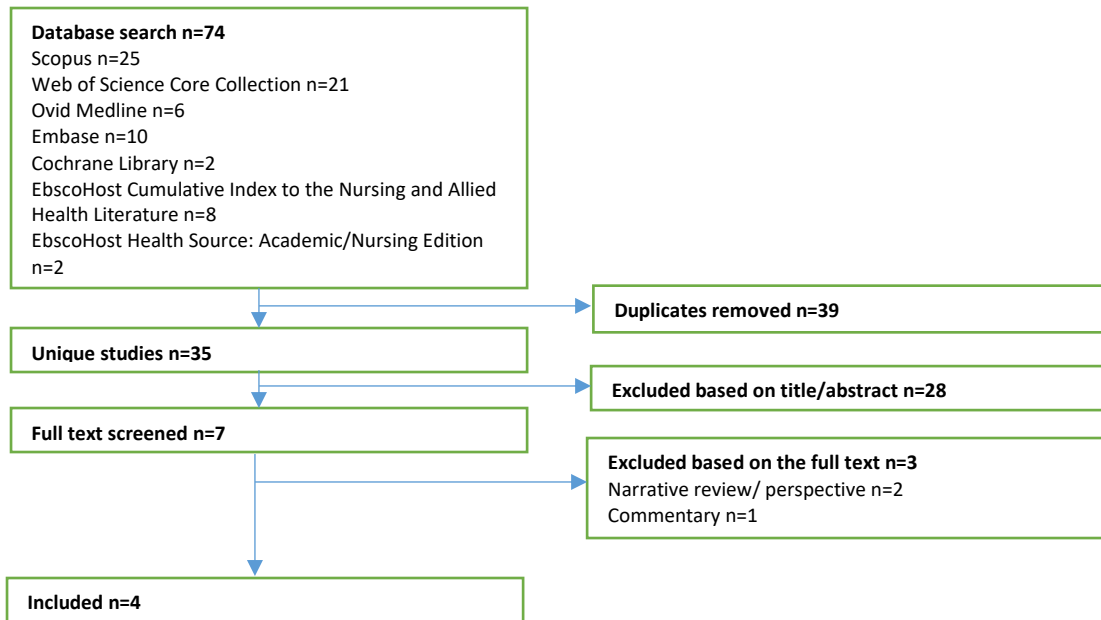 Database search n=74
Scopus n=25
Web of Science Core Collection n=21
Ovid Medline n=6
Embase n=10
Cochrane Library n=2
EbscoHost Cumulative Index to the Nursing and Allied
Health Literature n=8
EbscoHost Health Source: Academic/Nursing Edition
n=2
Duplicates removed n=39
Unique studies n=35
Excluded based on title/abstract n=28
Full text screened n=7
Excluded based on the full text n=3
Narrative review/ perspective n=2
Commentary n=1
Included n=4